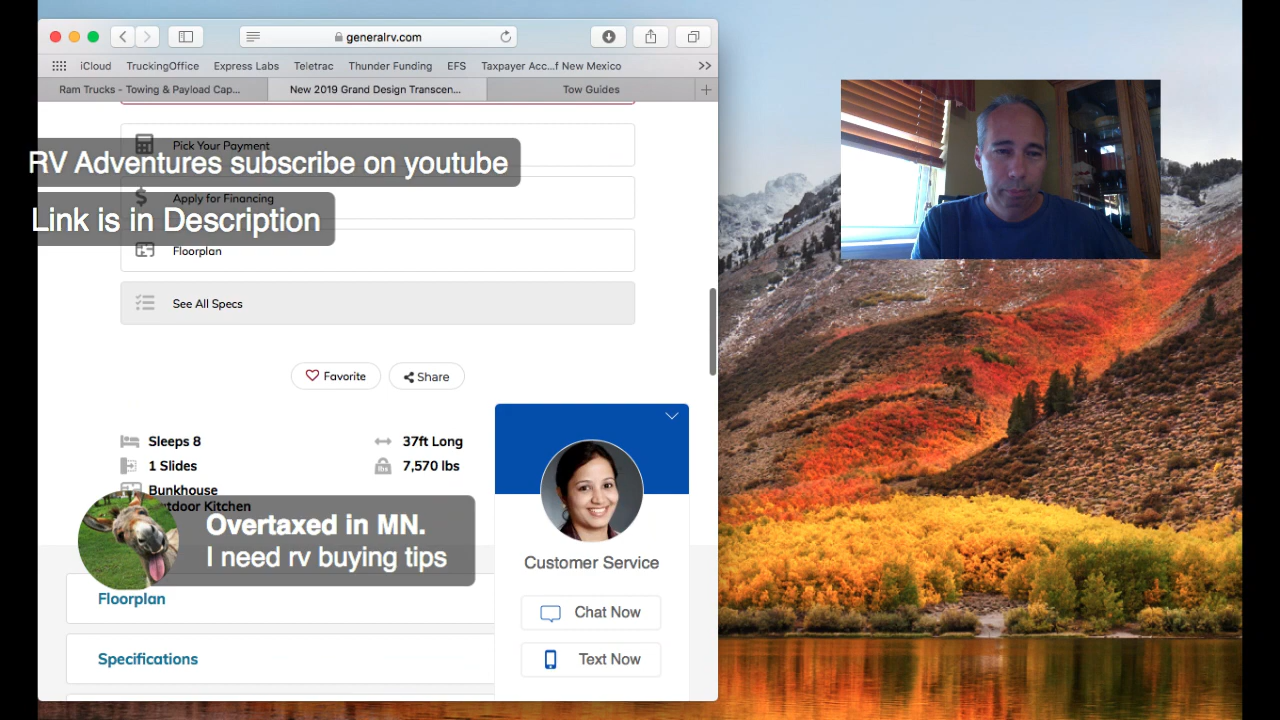 generalrv.com
iCloud TruckingOffice Express Labs Teletrac Thunder Funding EFS Taxpayer Acc...f New Mexico >>
Ram Trucks - Towing & Payload Cap... New 2019 Grand Design Transcen... Tow Guides +
Pick Your Payment
RV Adventures subscribe on youtube
Apply for Financing
Link is in Description
Floorplan
See All Specs
Favorite Share
Sleeps 8 37ft Long
1 Slides 7,570 lbs
Bunkhouse
tdoor Kitchen
Overtaxed in MN.
I need rv buying tips
Customer Service
Floorplan
Chat Now
Specifications
Text Now